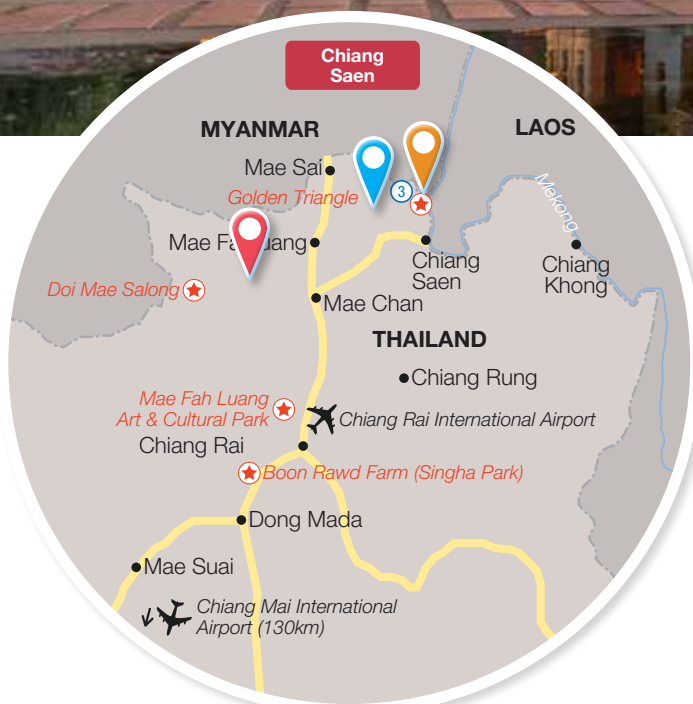 Chiang
Saen
MYANMAR
LAOS
Mae Sai
Golden Triangle
3
Mekong
Chiang
Saen
Chiang
Khong
Doi Mae Salong
Mae Chan
THAILAND
Chiang Rung
Mae Fah Luang
Art & Cultural Park
Chiang Rai International Airport
Chiang Rai
Boon Rawd Farm (Singha Park)
Dong Mada
Mae Suai
Chiang Mai International
Airport (130km)